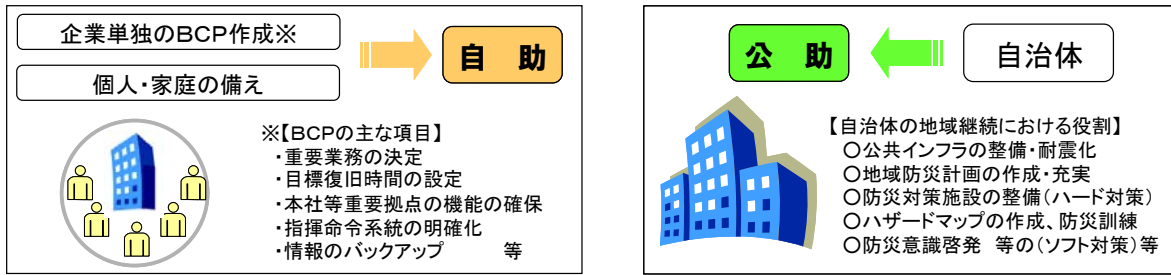 企業単独のBCP作成※
個人・家庭の備え
自 助
※【BCPの主な項目】
・重要業務の決定
・目標復旧時間の設定
・本社等重要拠点の機能の確保
・指揮命令系統の明確化
・情報のバックアップ 等
公 助
自治体
【自治体の地域継続における役割】
○公共インフラの整備・耐震化
○地域防災計画の作成・充実
○防災対策施設の整備(ハード対策)
○ハザードマップの作成、防災訓練
○防災意識啓発 等の(ソフト対策)等